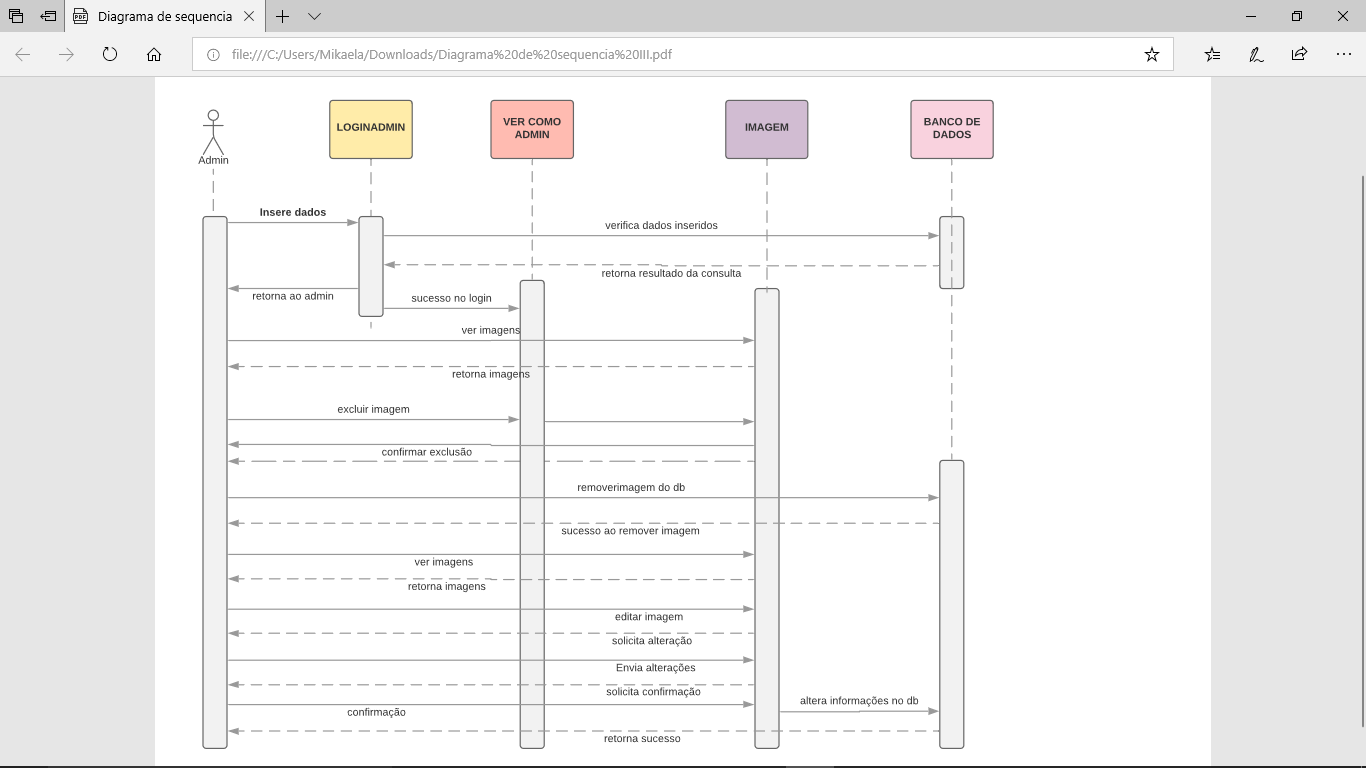 Diagrama de sequencia
file:///C:/Users/Mikaela/Downloads/Diagrama%20de%20sequencia%20III.pdf
Admin
LOGINADMIN
VER COMO
ADMIN
IMAGEM
BANCO DE
DADOS
Insere dados
verifica dados inseridos
retorna resultado da consulta
retorna ao admin
sucesso no login
ver imagens
retorna imagens
excluir imagem
confirmar exclusão
removerimagem do db
sucesso ao remover imagem
ver imagens
retorna imagens
editar imagem
solicita alteração
Envia alterações
solicita confirmação
altera informações no db
confirmação
retorna sucesso